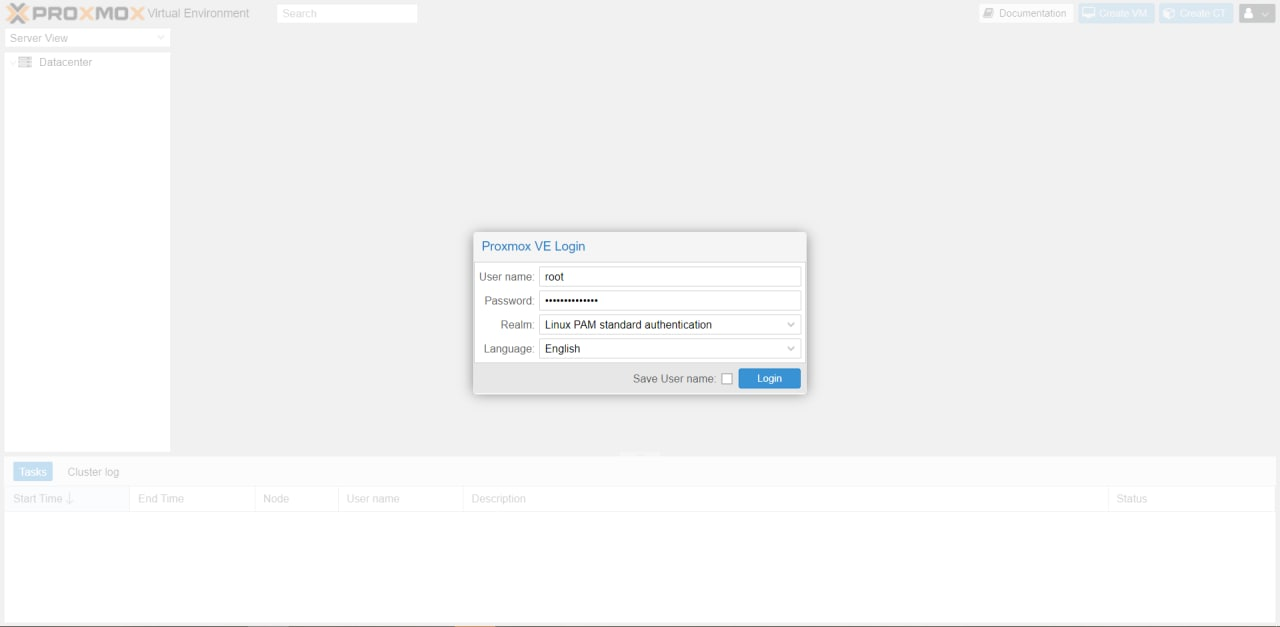 PROXMOX Virtual Environment Search Documentation Create VM Create CT
Server View
Datacenter
Proxmox VE Login
User name: root
Password: ••••••••••••••
Realm: Linux PAM standard authentication
Language: English
Save User name: Login
Tasks Cluster log
Start Time ↓ End Time Node User name Description Status